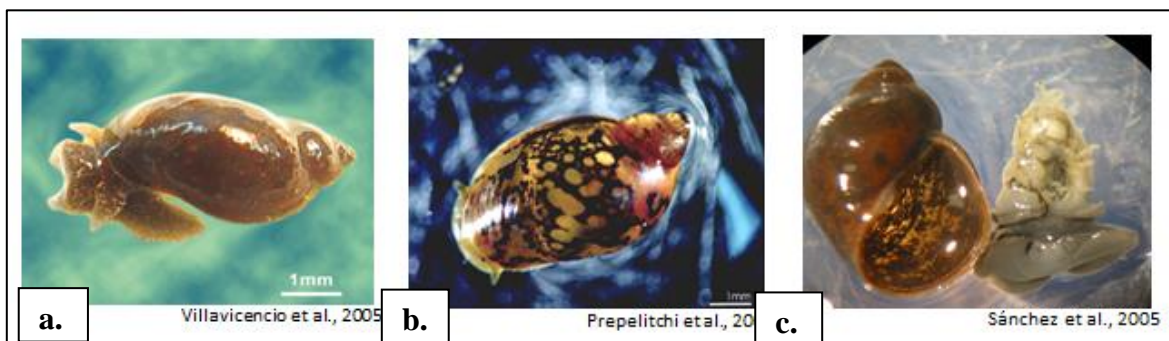 1mm
1mm
a.
Villavicencio et al., 2005
b.
Prepelitchi et al., 20
c.
Sánchez et al., 2005